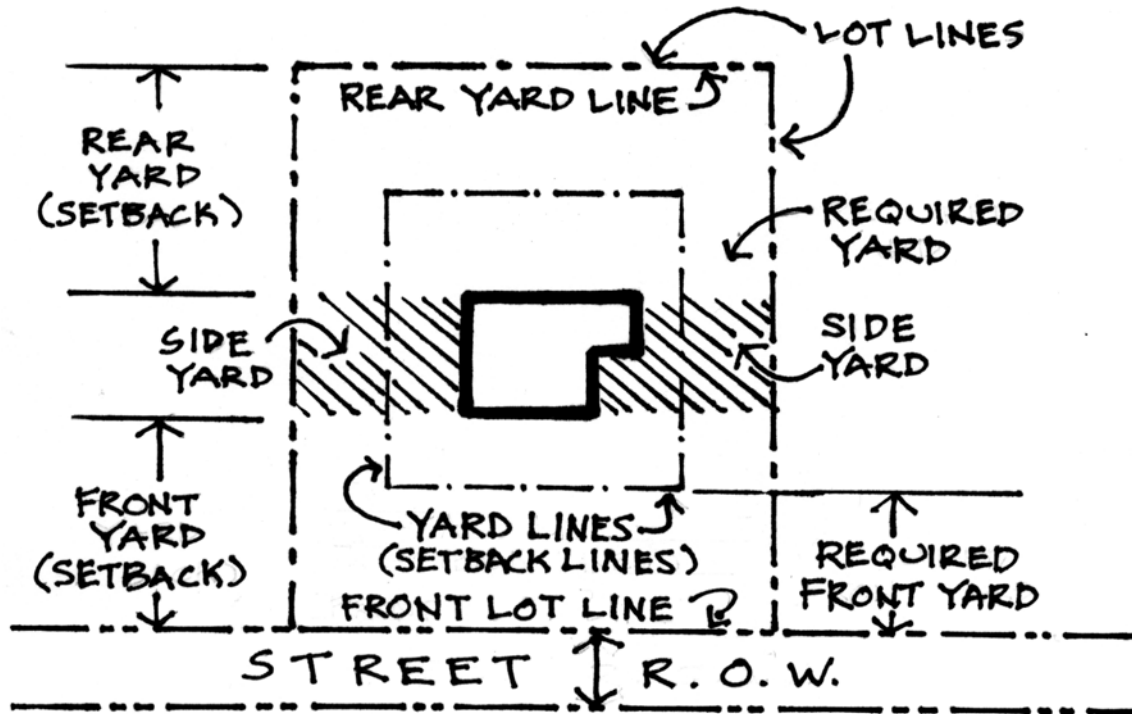 LOT LINES
REAR YARD LINE
REAR
YARD
(SETBACK)
REQUIRED
YARD
SIDE
YARD
SIDE
YARD
FRONT
YARD
(SETBACK)
YARD LINES
(SETBACK LINES)
REQUIRED
FRONT YARD
FRONT LOT LINE
STREET R.O.W.